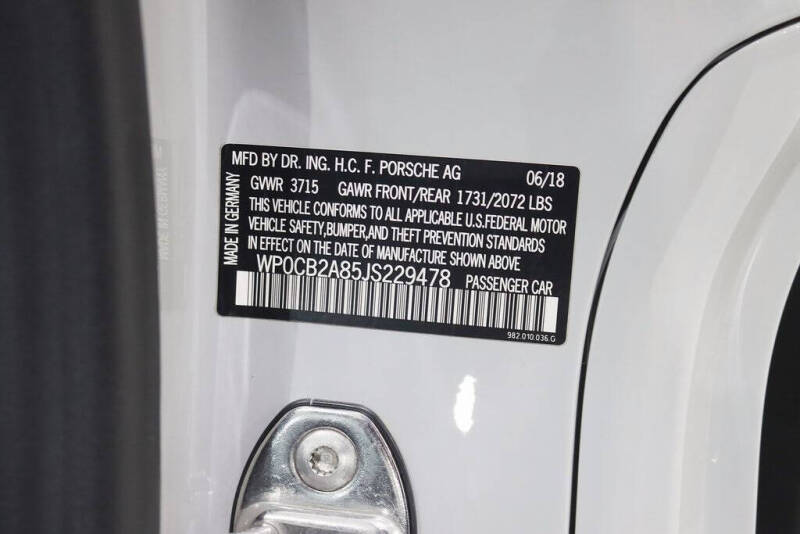 MFD BY DR. ING. H.C. F. PORSCHE AG 06/18
GVWR 3715 GAWR FRONT/REAR 1731/2072 LBS
THIS VEHICLE CONFORMS TO ALL APPLICABLE U.S.FEDERAL MOTOR
VEHICLE SAFETY,BUMPER,AND THEFT PREVENTION STANDARDS
IN EFFECT ON THE DATE OF MANUFACTURE SHOWN ABOVE
WP0CB2A85JS229478 PASSENGER CAR
982.010.036.G
MADE IN GERMANY